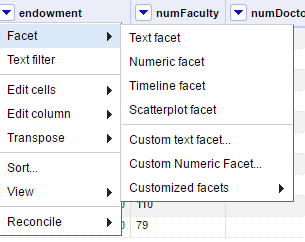 endowment numFaculty numDocto
Facet
Text filter
Edit cells
Edit column
Transpose
Sort...
View
Reconcile
Text facet
Numeric facet
Timeline facet
Scatterplot facet
Custom text facet...
Custom Numeric Facet...
Customized facets
110
79